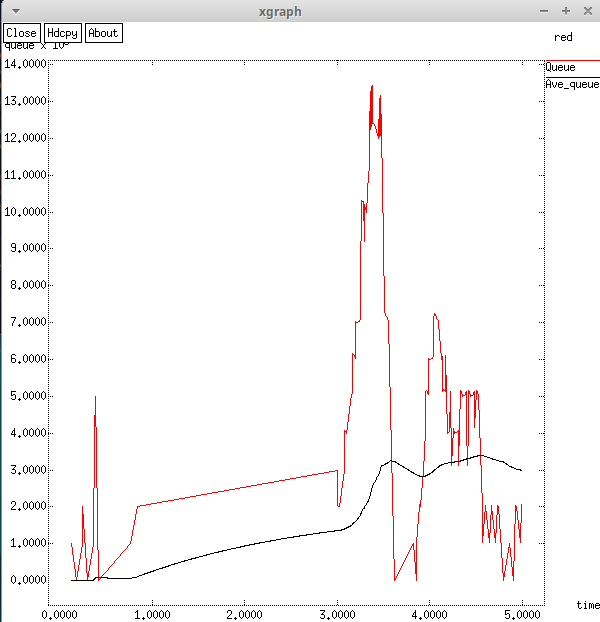 xgraph
Close Hdcpy About
queue x 10
red
14.0000
Queue
13.0000
Ave_queue
12.0000
11.0000
10.0000
9.0000
8.0000
7.0000
6.0000
5.0000
4.0000
3.0000
2.0000
1.0000
0.0000
time
0.0000 1.0000 2.0000 3.0000 4.0000 5.0000